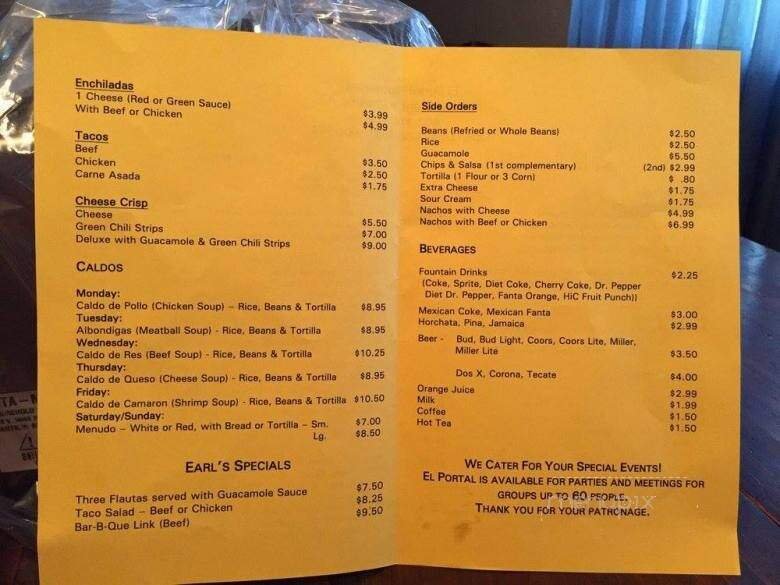 Enchiladas
1 Cheese (Red or Green Sauce) $3.99
With Beef or Chicken $4.99
Tacos
Beef $3.50
Chicken $2.50
Carne Asada $1.75
Cheese Crisp
Cheese $5.50
Green Chili Strips $7.00
Deluxe with Guacamole & Green Chili Strips $9.00
CALDOS
Monday:
Caldo de Pollo (Chicken Soup) – Rice, Beans & Tortilla $8.95
Tuesday:
Albondigas (Meatball Soup) - Rice, Beans & Tortilla $8.95
Wednesday:
Caldo de Res (Beef Soup) - Rice, Beans & Tortilla $10.25
Thursday:
Caldo de Queso (Cheese Soup) - Rice, Beans & Tortilla $8.95
Friday:
Caldo de Camaron (Shrimp Soup) - Rice, Beans & Tortilla $10.50
Saturday/Sunday:
Menudo – White or Red, with Bread or Tortilla – Sm. $7.00
Lg. $8.50
EARL'S SPECIALS
Three Flautas served with Guacamole Sauce $7.50
Taco Salad – Beef or Chicken $8.25
Bar-B-Que Link (Beef) $9.50
Side Orders
Beans (Refried or Whole Beans) $2.50
Rice $2.50
Guacamole $5.50
Chips & Salsa (1st complementary) (2nd) $2.99
Tortilla (1 Flour or 3 Corn) $ .80
Extra Cheese $1.75
Sour Cream $1.75
Nachos with Cheese $4.99
Nachos with Beef or Chicken $6.99
BEVERAGES
Fountain Drinks $2.25
(Coke, Sprite, Diet Coke, Cherry Coke, Dr. Pepper
Diet Dr. Pepper, Fanta Orange, HiC Fruit Punch))
Mexican Coke, Mexican Fanta $3.00
Horchata, Pina, Jamaica $2.99
Beer - Bud, Bud Light, Coors, Coors Lite, Miller,
Miller Lite $3.50
Dos X, Corona, Tecate $4.00
Orange Juice $2.99
Milk $1.99
Coffee $1.50
Hot Tea $1.50
WE CATER FOR YOUR SPECIAL EVENTS!
EL PORTAL IS AVAILABLE FOR PARTIES AND MEETINGS FOR
GROUPS UP TO 60 PEOPLE.
THANK YOU FOR YOUR PATRONAGE.
menupix